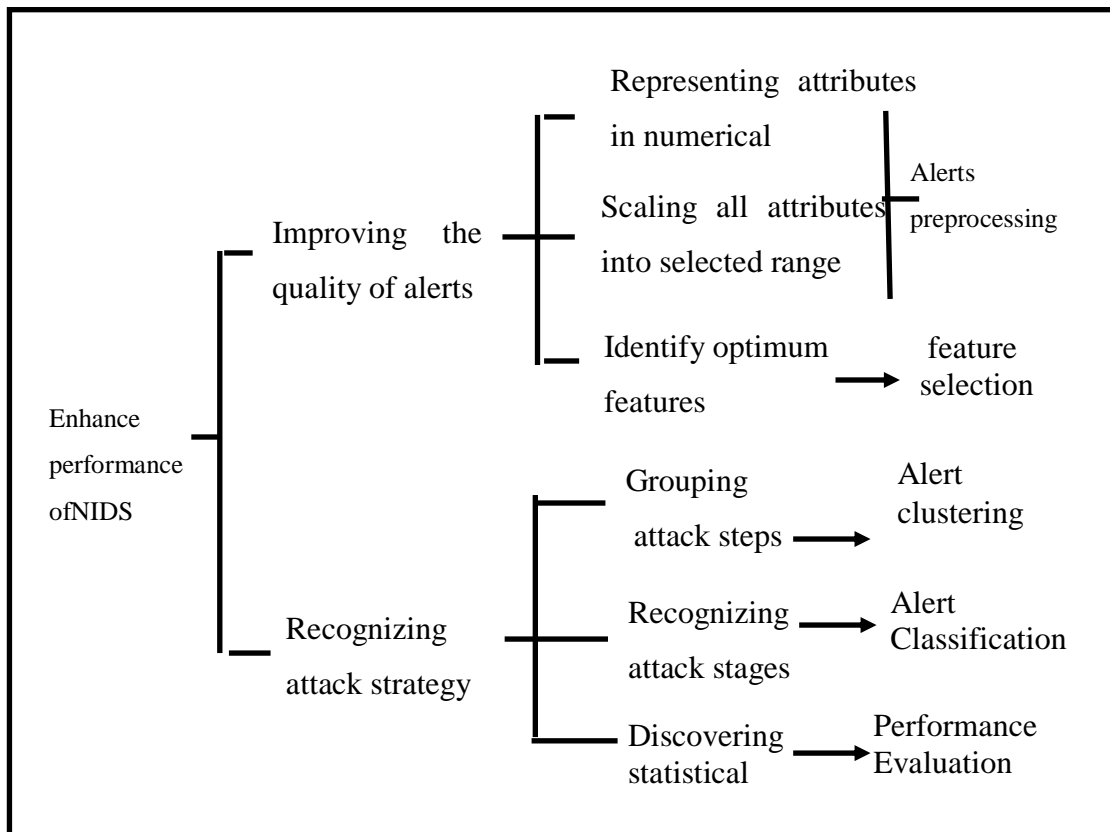 Enhance
performance
ofNIDS
Improving the
quality of alerts
Representing attributes
in numerical
Scaling all attributes
into selected range
Alerts
preprocessing
Identify optimum
features
feature
selection
Recognizing
attack strategy
Grouping
attack steps
Alert
clustering
Recognizing
attack stages
Alert
Classification
Discovering
statistical
Performance
Evaluation